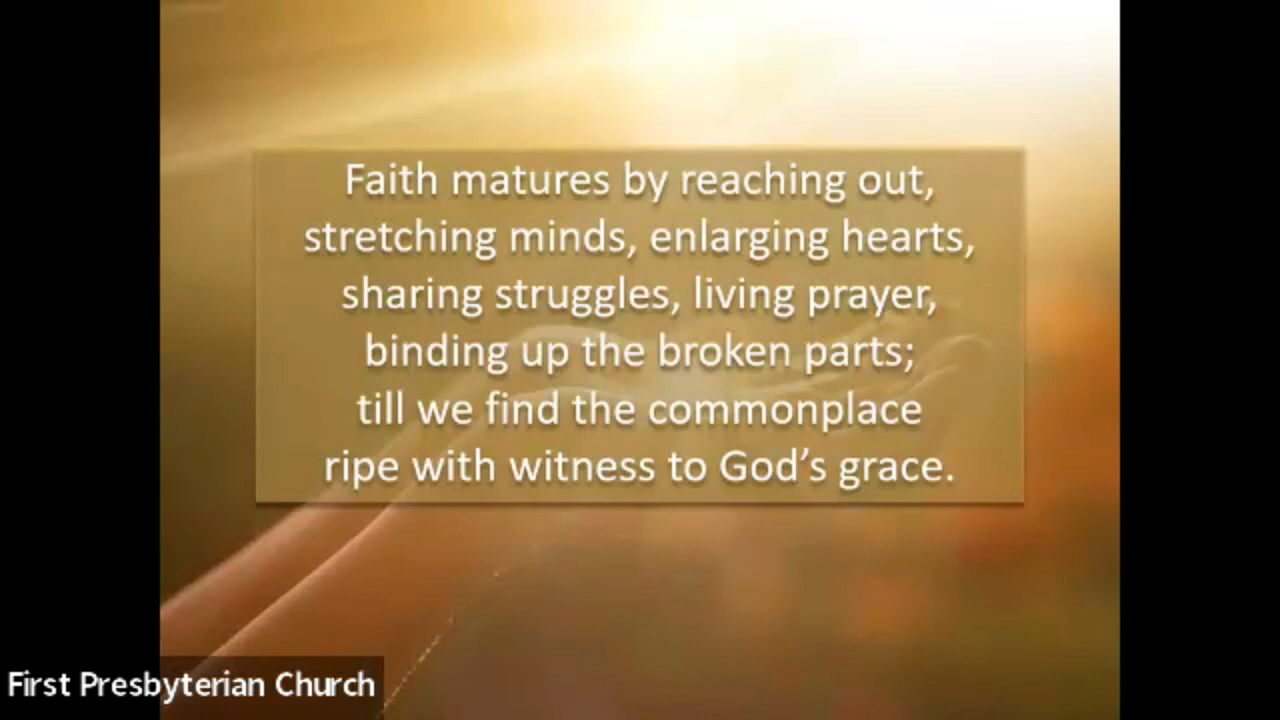 Faith matures by reaching out,
stretching minds, enlarging hearts,
sharing struggles, living prayer,
binding up the broken parts;
till we find the commonplace
ripe with witness to God’s grace.
First Presbyterian Church